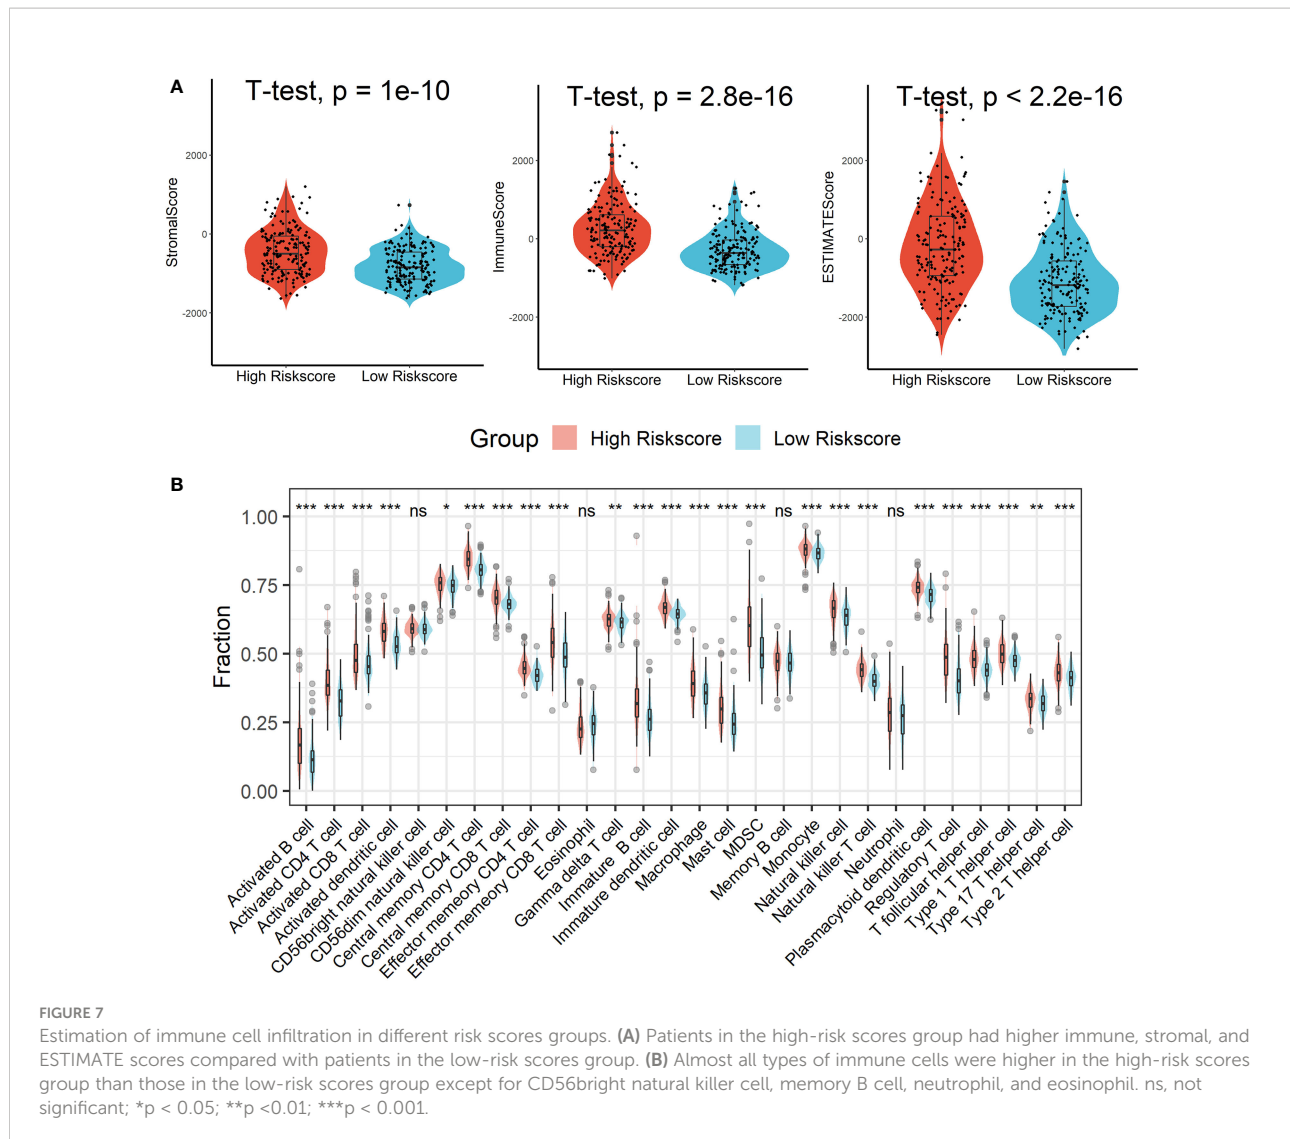 A
T-test, p = 1e-10
T-test, p = 2.8e-16
T-test, p < 2.2e-16
StromalScore
2000
0
-2000
High Riskscore
Low Riskscore
ImmuneScore
2000
0
-2000
High Riskscore
Low Riskscore
ESTIMATEScore
2000
0
-2000
High Riskscore
Low Riskscore
Group
High Riskscore
Low Riskscore
B
*** *** *** *** ns * *** *** *** *** ns ** *** *** *** *** *** ns *** *** *** ns *** *** *** *** ** ***
Fraction
1.00
0.75
0.50
0.25
0.00
Activated B cell
Activated CD4 T cell
Activated CD8 T cell
Activated dendritic cell
CD56bright natural killer cell
CD56dim natural killer cell
Central memory CD4 T cell
Central memory CD8 T cell
Effector memeory CD4 T cell
Effector memeory CD8 T cell
Eosinophil
Gamma delta T cell
Immature B cell
Immature dendritic cell
Macrophage
Mast cell
MDSC
Memory B cell
Monocyte
Natural killer cell
Natural killer T cell
Neutrophil
Plasmacytoid dendritic cell
Regulatory T cell
T follicular helper cell
Type 1 T helper cell
Type 17 T helper cell
Type 2 T helper cell
FIGURE 7
Estimation of immune cell infiltration in different risk scores groups. (A) Patients in the high-risk scores group had higher immune, stromal, and
ESTIMATE scores compared with patients in the low-risk scores group. (B) Almost all types of immune cells were higher in the high-risk scores
group than those in the low-risk scores group except for CD56bright natural killer cell, memory B cell, neutrophil, and eosinophil. ns, not
significant; *p < 0.05; **p <0.01; ***p < 0.001.